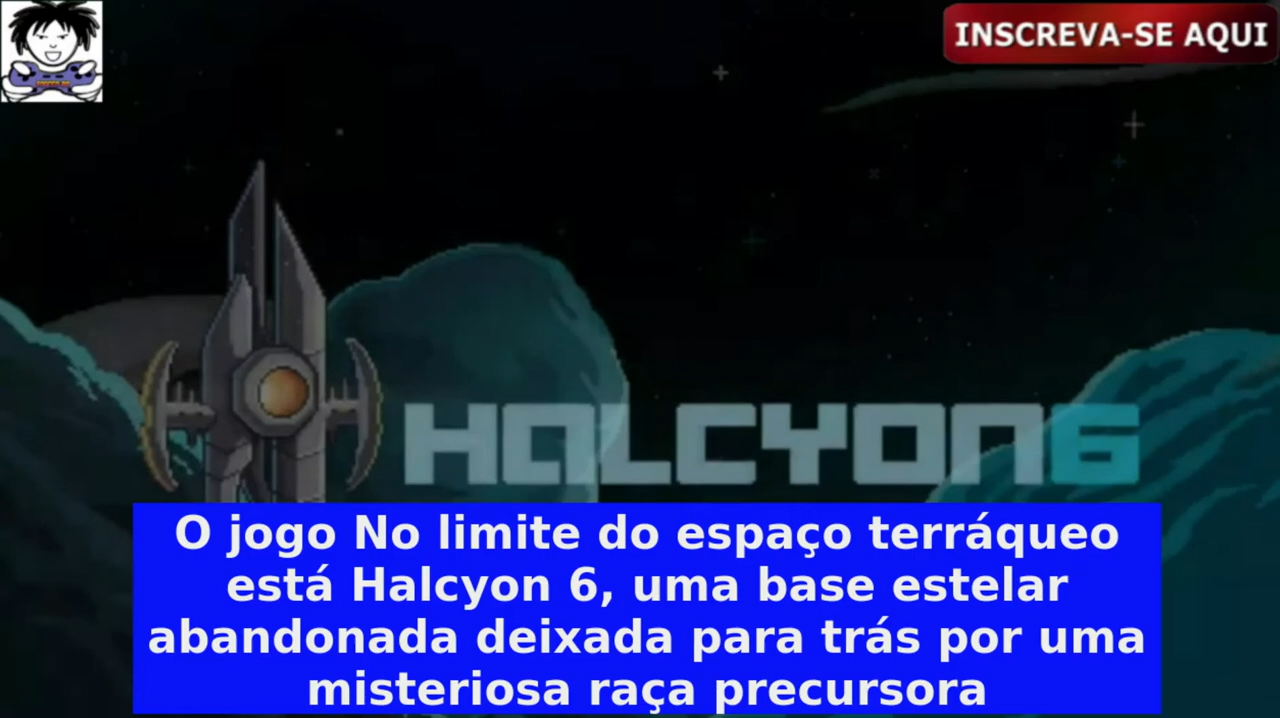 INSCREVA-SE AQUI
HALCYON6
O jogo No limite do espaço terráqueo
está Halcyon 6, uma base estelar
abandonada deixada para trás por uma
misteriosa raça precursora